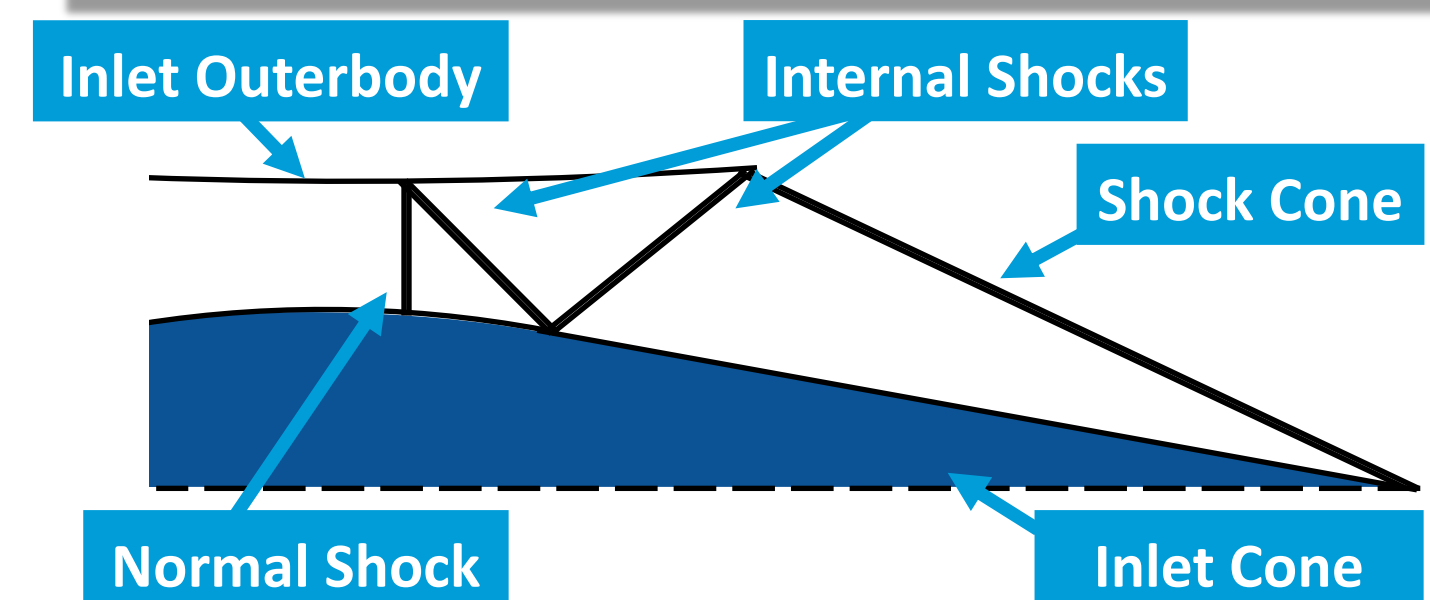 Inlet Outerbody
Internal Shocks
Shock Cone
Normal Shock
Inlet Cone